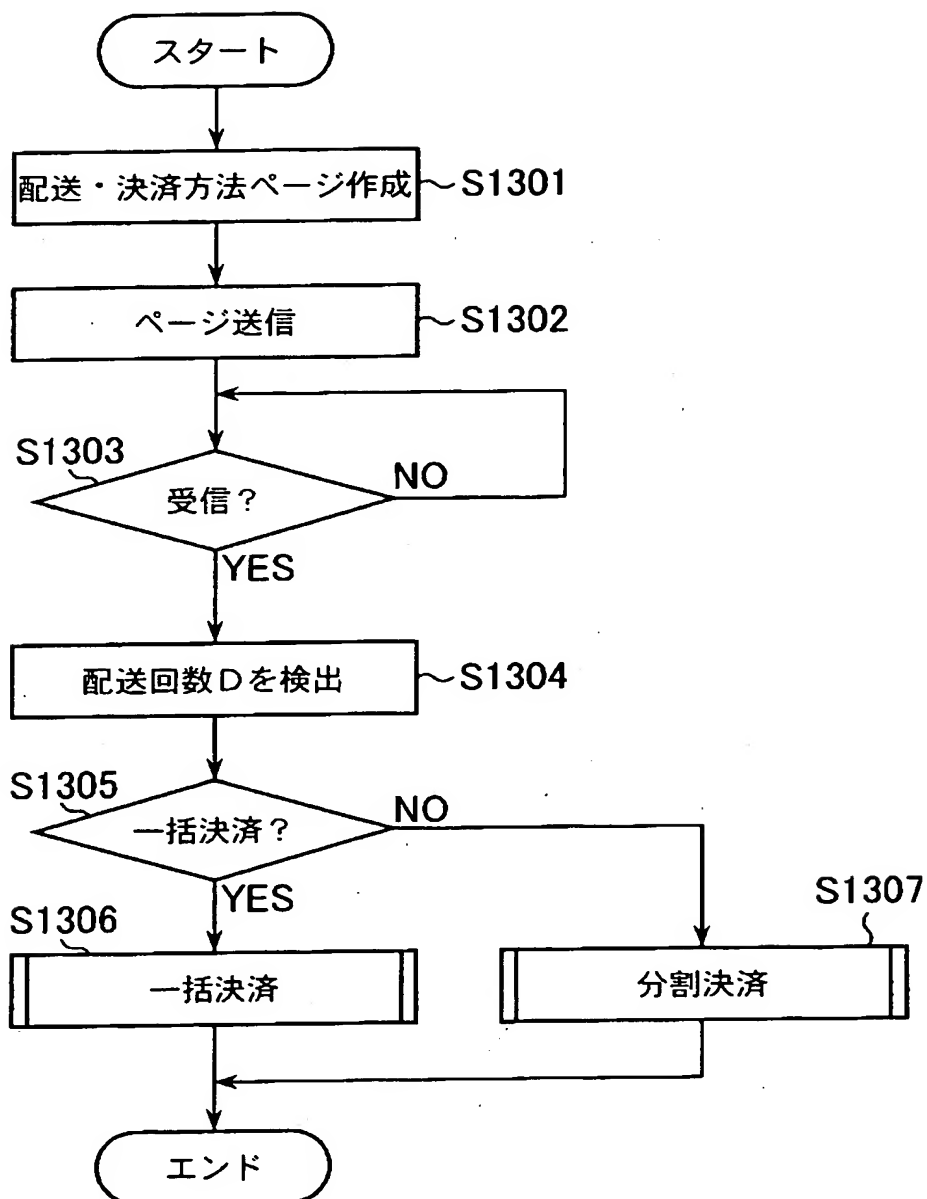 スタート
配送・決済方法ページ作成
S1301
ページ送信
S1302
S1303
受信？
NO
YES
配送回数Dを検出
S1304
S1305
一括決済？
NO
YES
S1306
一括決済
S1307
分割決済
エンド